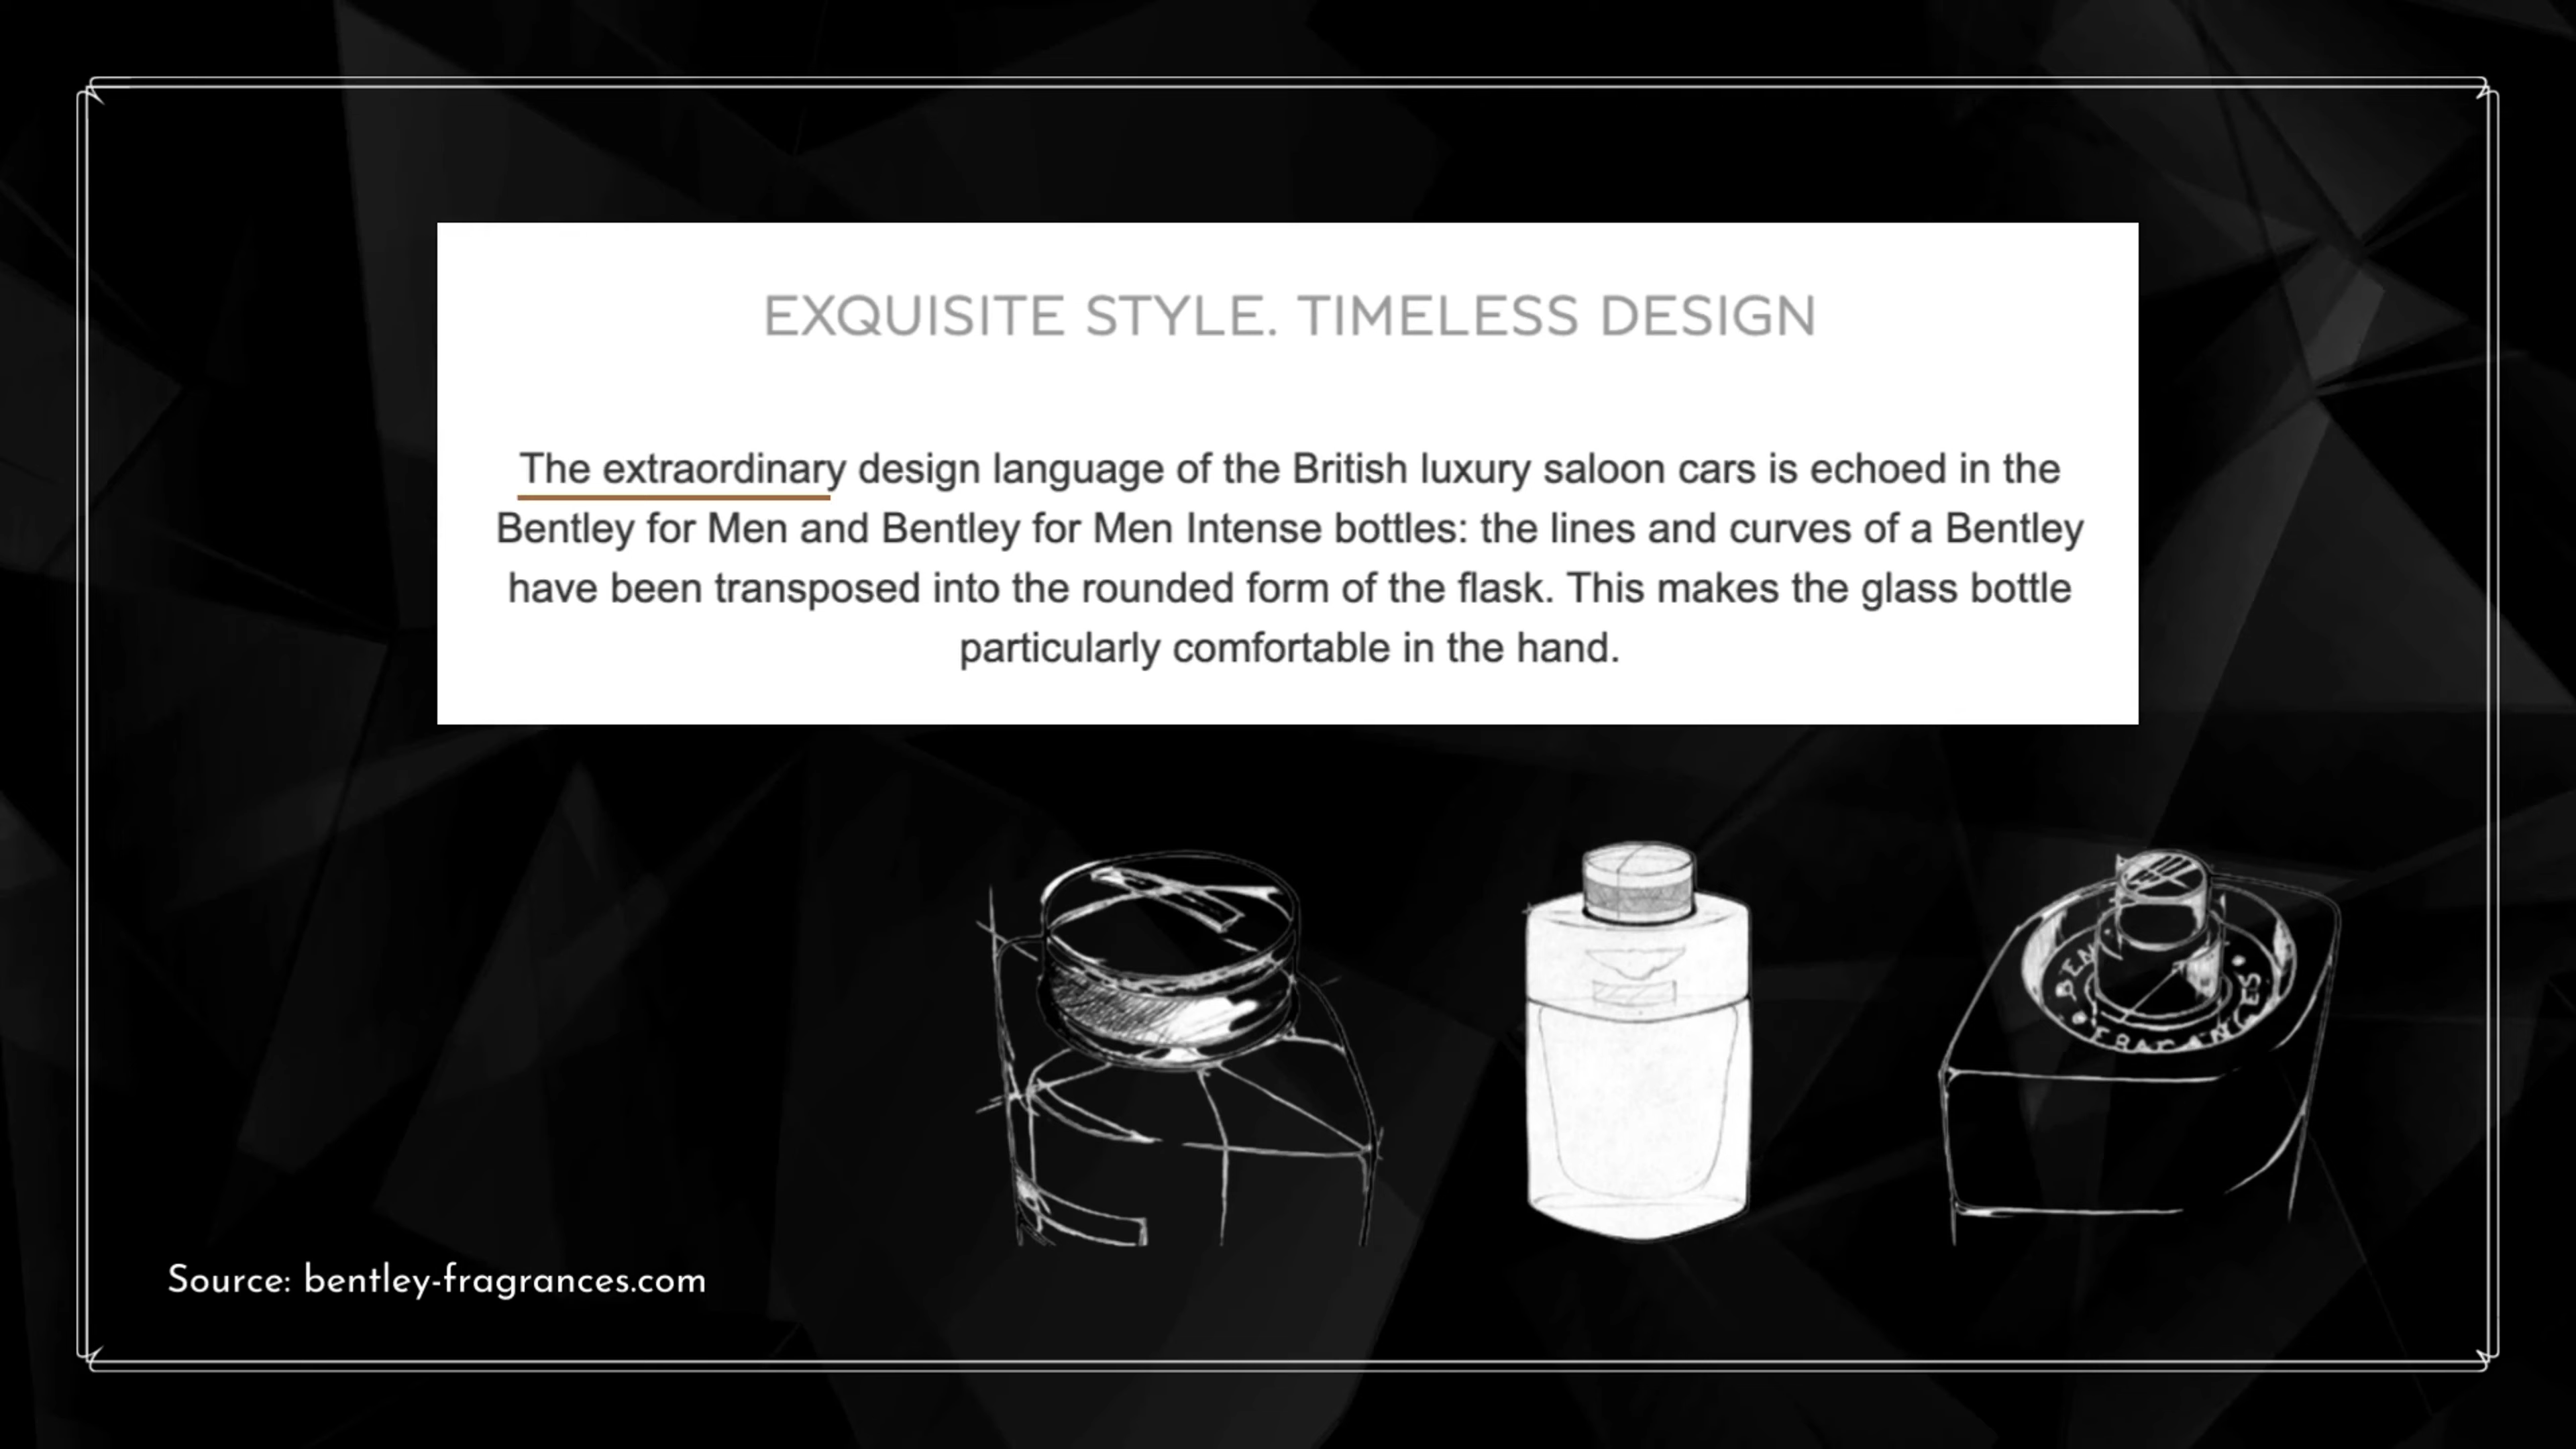 EXQUISITE STYLE. TIMELESS DESIGN
The extraordinary design language of the British luxury saloon cars is echoed in the
Bentley for Men and Bentley for Men Intense bottles: the lines and curves of a Bentley
have been transposed into the rounded form of the flask. This makes the glass bottle
particularly comfortable in the hand.
BEN
FRAGANCES
Source: bentley-fragrances.com